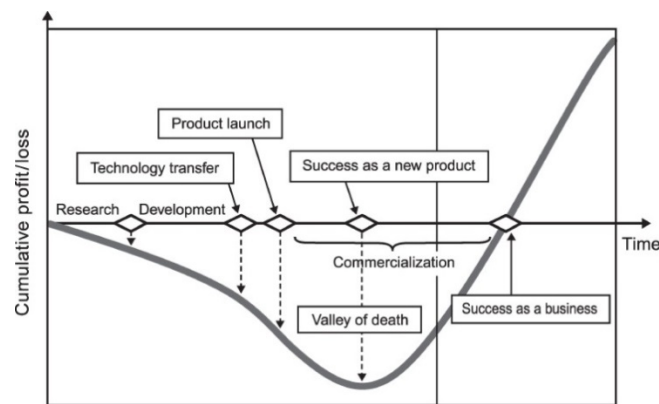 Product launch
Technology transfer
Success as a new product
Research
Development
Time
Commercialization
Valley of death
Success as a business
Cumulative profit/loss